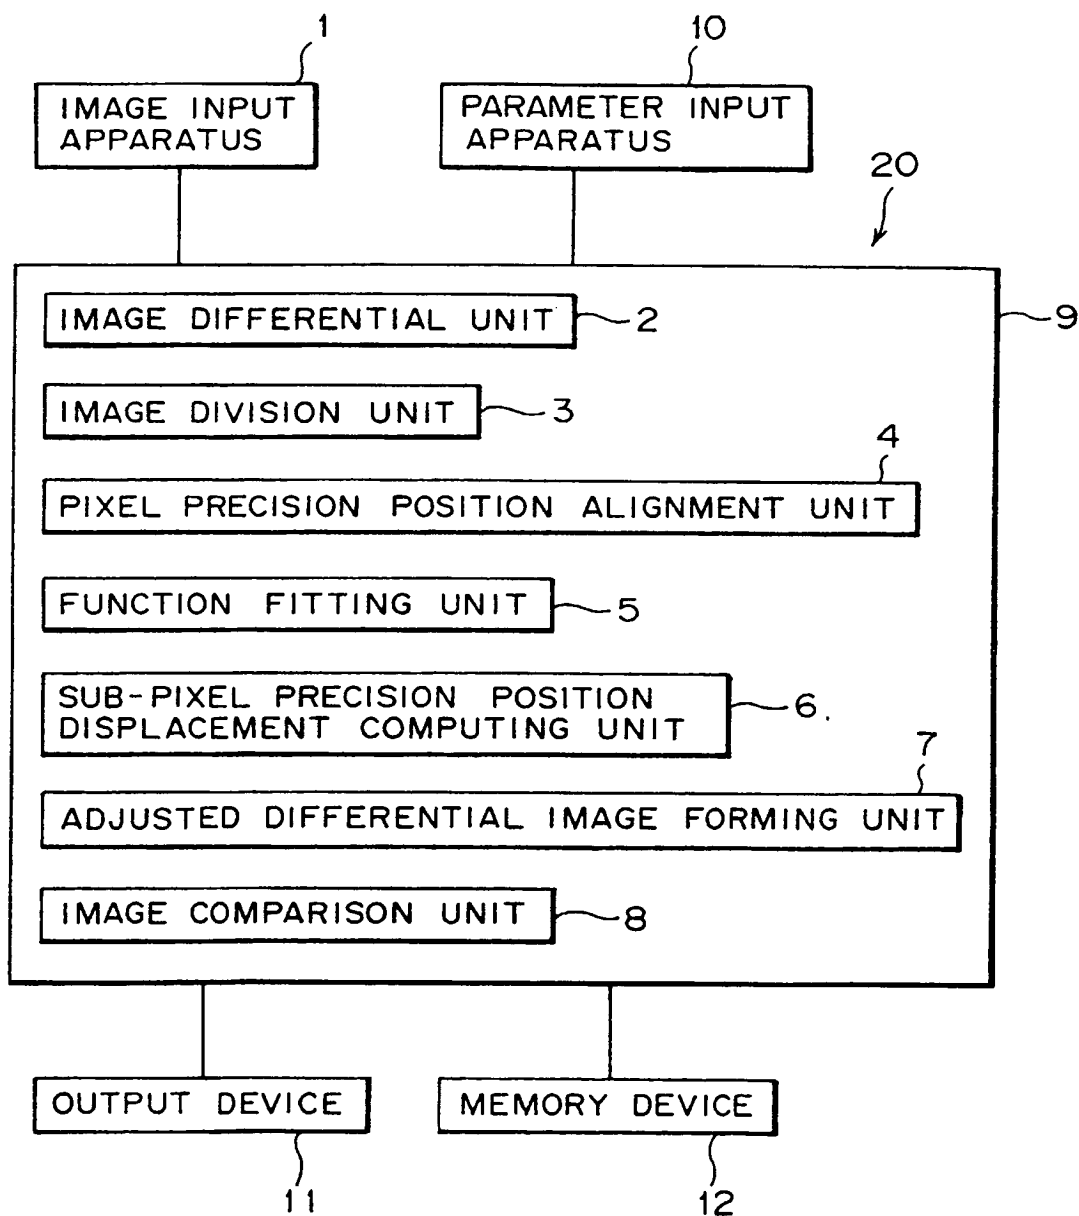 1
10
IMAGE INPUT
APPARATUS
PARAMETER INPUT
APPARATUS
20
IMAGE DIFFERENTIAL UNIT
2
9
IMAGE DIVISION UNIT
3
4
PIXEL PRECISION POSITION ALIGNMENT UNIT
FUNCTION FITTING UNIT
5
SUB-PIXEL PRECISION POSITION
DISPLACEMENT COMPUTING UNIT
6.
7
ADJUSTED DIFFERENTIAL IMAGE FORMING UNIT
IMAGE COMPARISON UNIT
8
OUTPUT DEVICE
MEMORY DEVICE
11
12